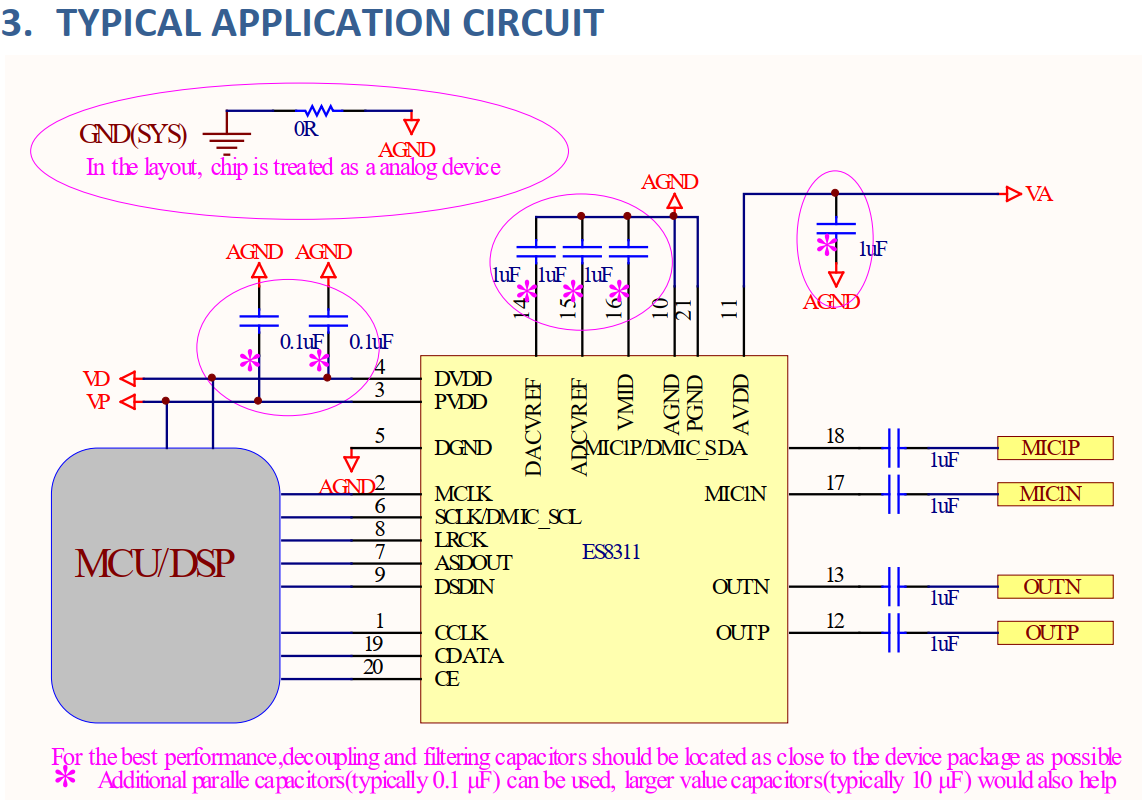 3. TYPICAL APPLICATION CIRCUIT
GND(SYS)
0R
AGND
In the layout, chip is treated as a analog device
AGND
VA
1uF
AGND
1uF
1uF
1uF
14
15
16
10
21
11
AGND
AGND
0.1uF
0.1uF
VD
VP
4
3
5
AGND
2
6
8
7
9
1
19
20
DVDD
PVDD
DGND
MCLK
SCLK/DMIC_SCL
LRCK
ASDOUT
DSDIN
CCLK
CDATA
CE
DACVREF
ADCVREF
VMID
AGND
PGND
AVDD
MIC1P/DMIC_SDA
MIC1N
ES8311
OUTN
OUTP
18
1uF
MIC1P
17
1uF
MIC1N
13
1uF
OUTN
12
1uF
OUTP
MCU/DSP
For the best performance,decoupling and filtering capacitors should be located as close to the device package as possible
* Additional paralle capacitors(typically 0.1 μF) can be used, larger value capacitors(typically 10 μF) would also help